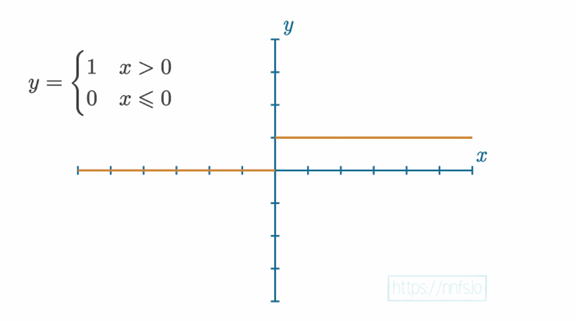 y
y = { 1 x > 0
0 x ⩽ 0
x
https://nnfs.io